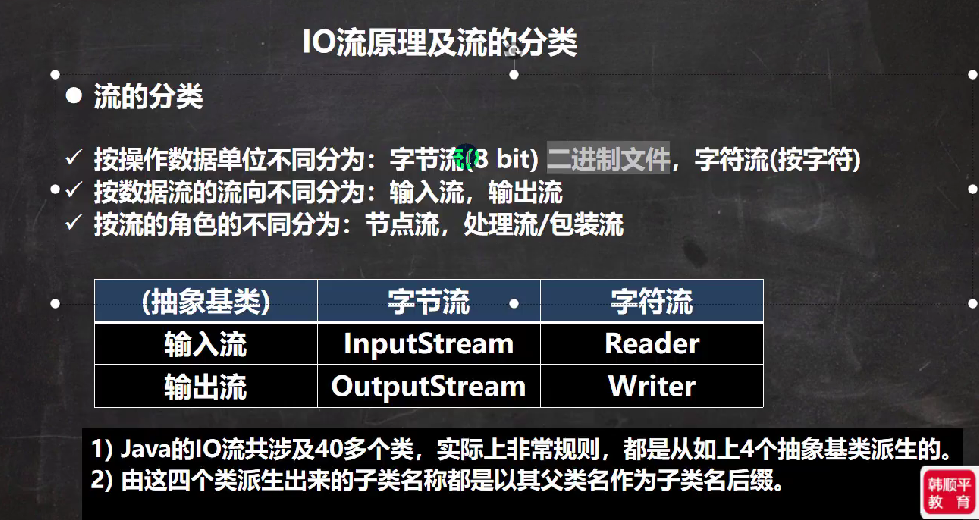 IO流原理及流的分类
● 流的分类
✓ 按操作数据单位不同分为：字节流(8 bit) 二进制文件，字符流(按字符)
✓ 按数据流的流向不同分为：输入流，输出流
✓ 按流的角色的不同分为：节点流，处理流/包装流
(抽象基类) 字节流 字符流
输入流 InputStream Reader
输出流 OutputStream Writer
1) Java的IO流共涉及40多个类，实际上非常规则，都是从如上4个抽象基类派生的。
2) 由这四个类派生出来的子类名称都是以其父类名作为子类名后缀。
韩顺平
教育